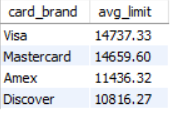 card_brand avg_limit
Visa 14737.33
Mastercard 14659.60
Amex 11436.32
Discover 10816.27